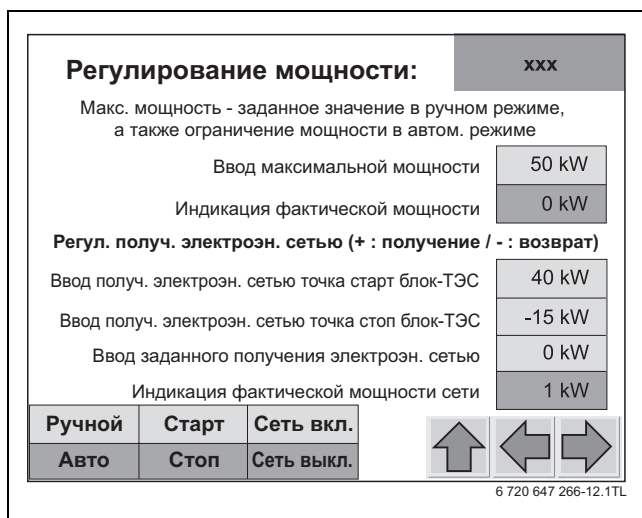 Регулирование мощности:
xxx
Макс. мощность - заданное значение в ручном режиме,
а также ограничение мощности в автом. режиме
Ввод максимальной мощности 50 kW
Индикация фактической мощности 0 kW
Регул. получ. электроэн. сетью (+ : получение / - : возврат)
Ввод получ. электроэн. сетью точка старт блок-ТЭС 40 kW
Ввод получ. электроэн. сетью точка стоп блок-ТЭС -15 kW
Ввод заданного получения электроэн. сетью 0 kW
Индикация фактической мощности сети 1 kW
Ручной Старт Сеть вкл.
Авто Стоп Сеть выкл.
6 720 647 266-12.1TL